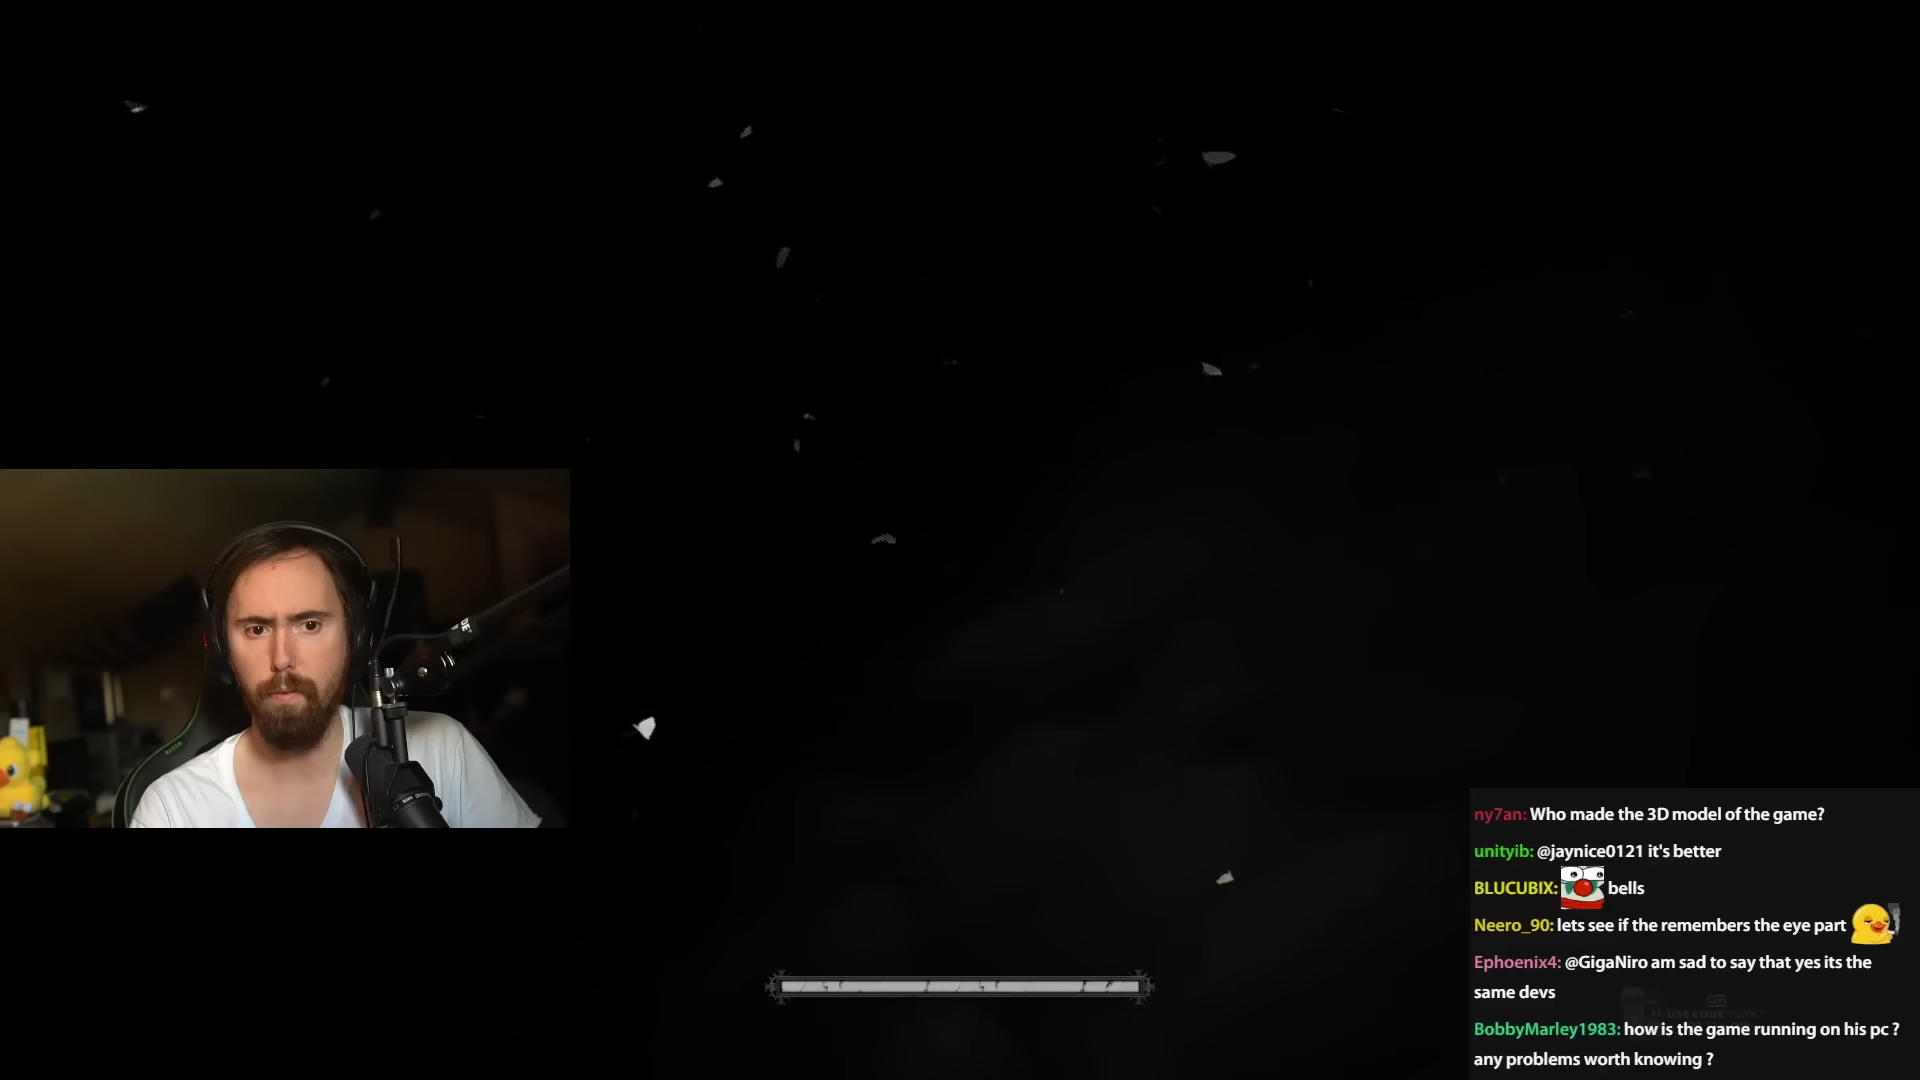 ny7an: Who made the 3D model of the game?
unityib: @jaynice0121 it's better
BLUCUBIX: bells
Neero_90: lets see if the remembers the eye part
Ephoenix4: @GigaNiro am sad to say that yes its the
same devs
USE CODE
BobbyMarley1983: how is the game running on his pc ?
any problems worth knowing ?